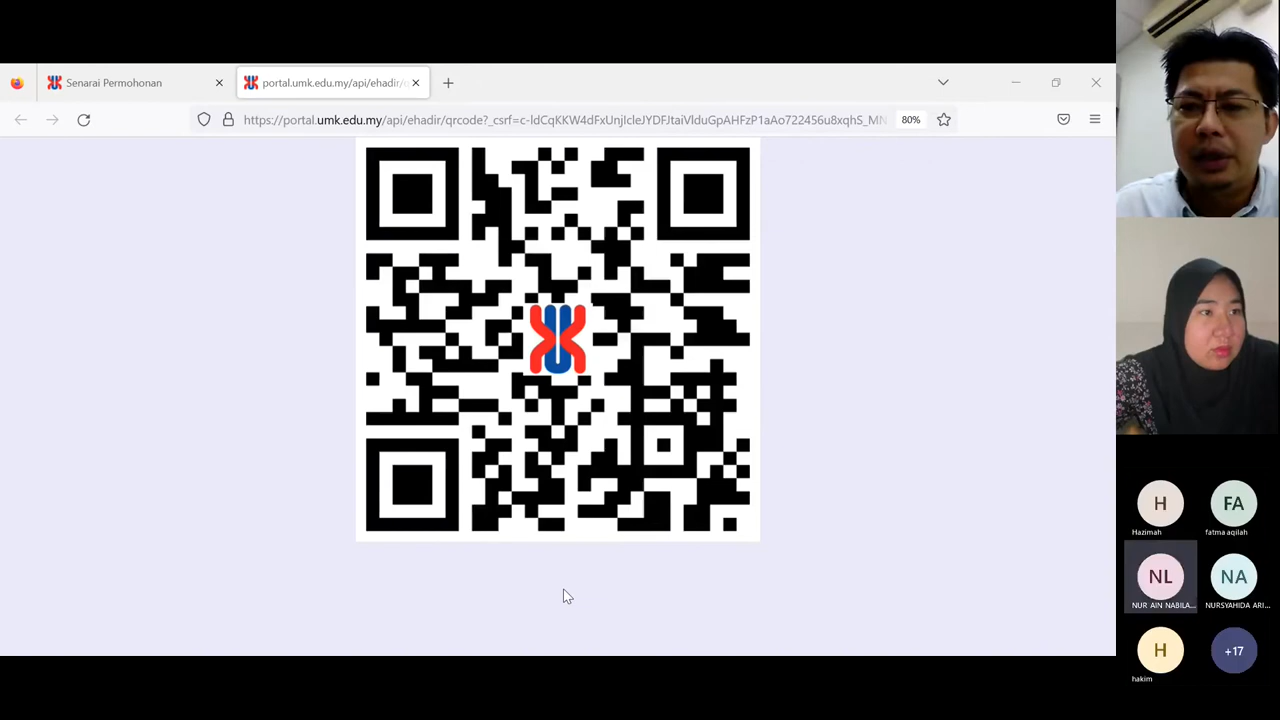 Senarai Permohonan
portal.umk.edu.my/api/ehadir/
https://portal.umk.edu.my/api/ehadir/qrcode?_csrf=
80%
H
Hazimah
FA
fatma aqilah
NL
NUR AIN NABILA...
NA
NURSYAHIDA ARI...
H
hakim
+17